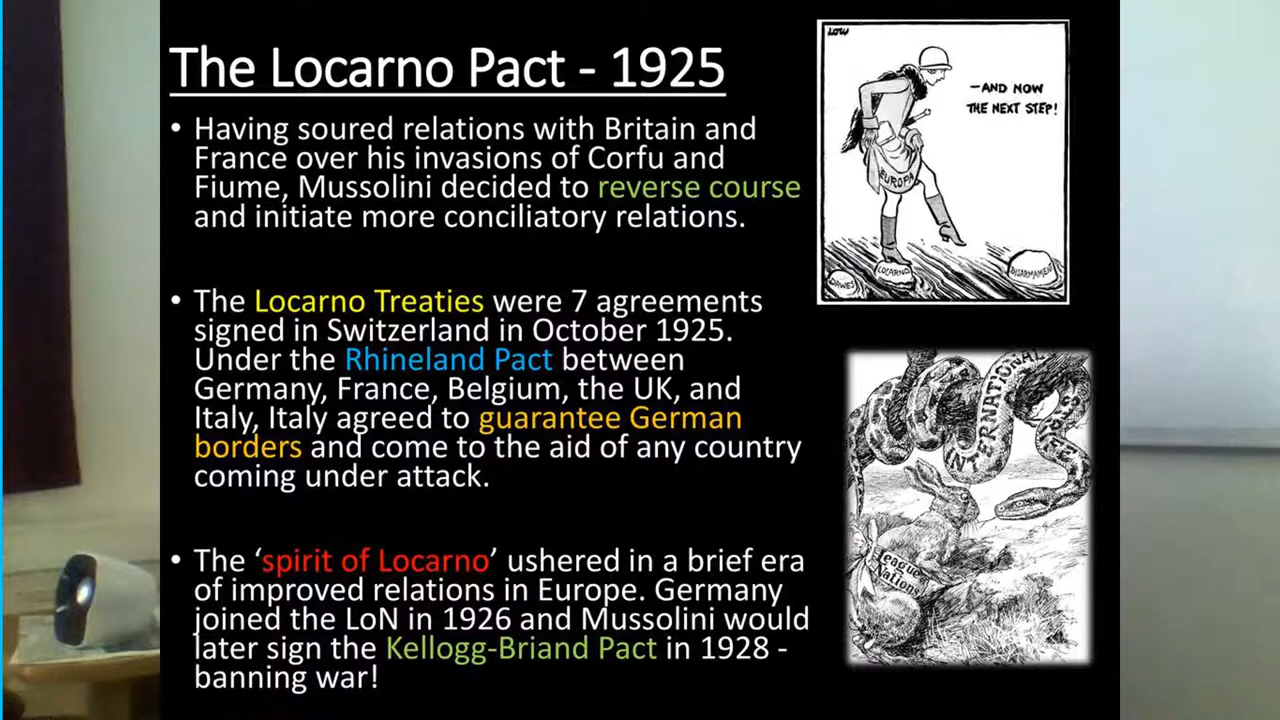 The Locarno Pact - 1925
• Having soured relations with Britain and
France over his invasions of Corfu and
Fiume, Mussolini decided to reverse course
and initiate more conciliatory relations.
• The Locarno Treaties were 7 agreements
signed in Switzerland in October 1925.
Under the Rhineland Pact between
Germany, France, Belgium, the UK, and
Italy, Italy agreed to guarantee German
borders and come to the aid of any country
coming under attack.
• The ‘spirit of Locarno’ ushered in a brief era
of improved relations in Europe. Germany
joined the LoN in 1926 and Mussolini would
later sign the Kellogg-Briand Pact in 1928 -
banning war!
LOW
—AND NOW
THE NEXT STEP!
EUROPA
LOCARNO
DISARMAMENT
DAWES
INTERNATIONAL
League
Nations